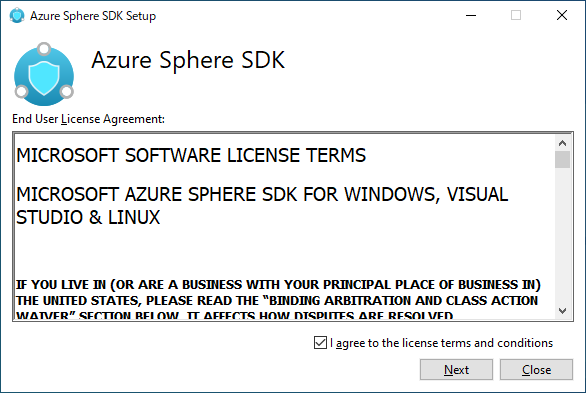 Azure Sphere SDK Setup
Azure Sphere SDK
End User License Agreement:
MICROSOFT SOFTWARE LICENSE TERMS
MICROSOFT AZURE SPHERE SDK FOR WINDOWS, VISUAL
STUDIO & LINUX
IF YOU LIVE IN (OR ARE A BUSINESS WITH YOUR PRINCIPAL PLACE OF BUSINESS IN)
THE UNITED STATES, PLEASE READ THE “BINDING ARBITRATION AND CLASS ACTION
WAIVER” SECTION BELOW. IT AFFECTS HOW DISPUTES ARE RESOLVED.
I agree to the license terms and conditions
Next Close